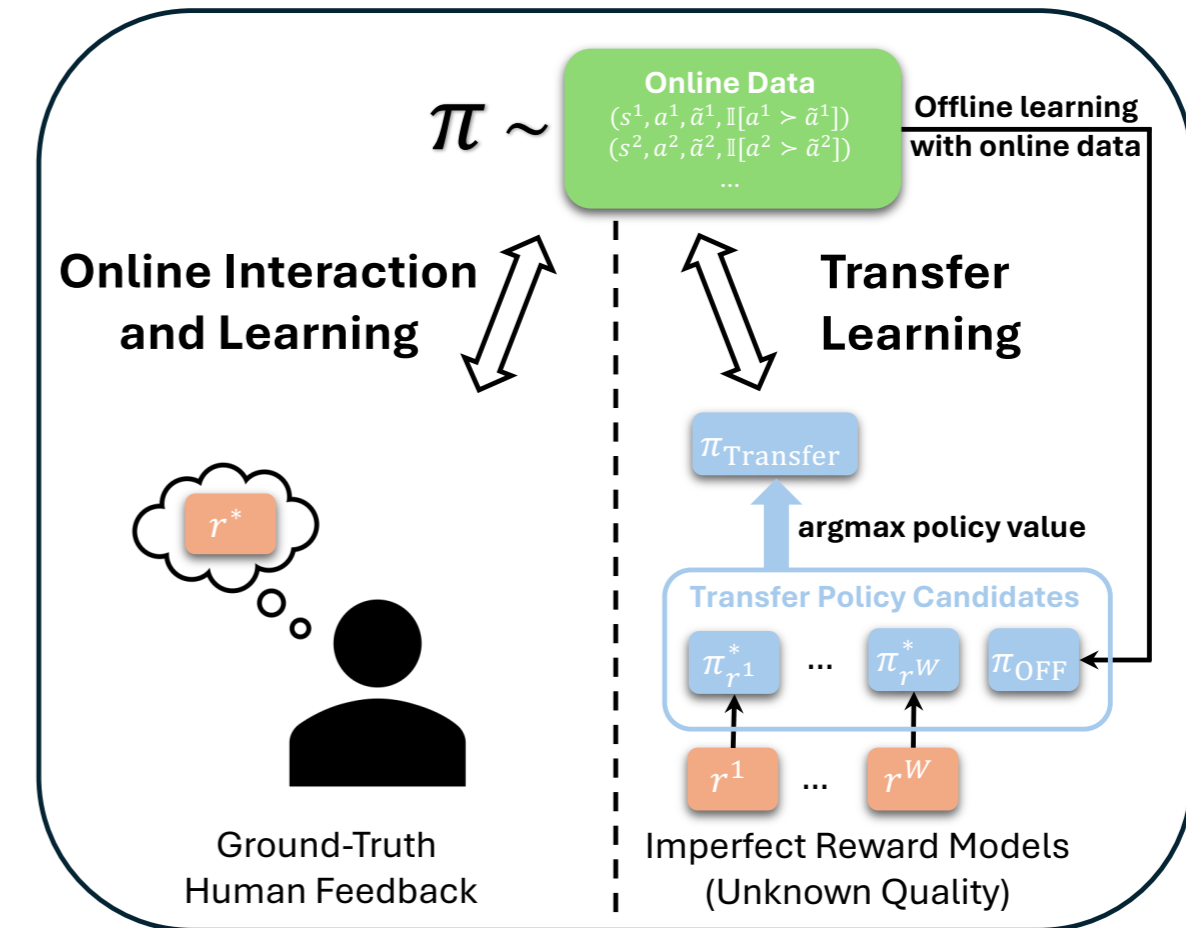 π ~
Online Data
(s¹, a¹, ã¹, 𝕀[a¹ ≻ ã¹])
(s², a², ã², 𝕀[a² ≻ ã²])
...
Offline learning
with online data
Online Interaction
and Learning
Transfer
Learning
π_Transfer
argmax policy value
r*
Transfer Policy Candidates
π*_{r¹} ... π*_{r^W} π_OFF
r¹ ... r^W
Ground-Truth
Human Feedback
Imperfect Reward Models
(Unknown Quality)